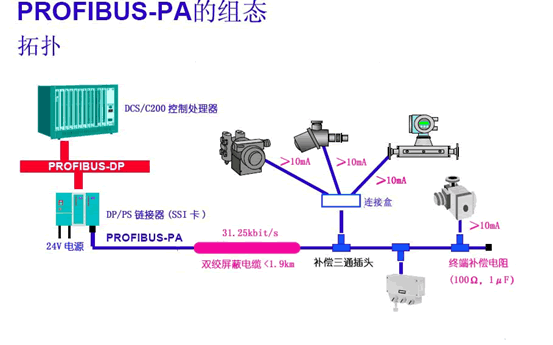 PROFIBUS-PA的组态
拓扑
DCS/C200 控制处理器
PROFIBUS-DP
>10mA
>10mA
>10mA
连接盒
DP/PS 链接器 (SSI 卡)
>10mA
24V 电源
PROFIBUS-PA
31.25kbit/s
双绞屏蔽电缆<1.9km
补偿三通插头
终端补偿电阻
(100Ω, 1μF)